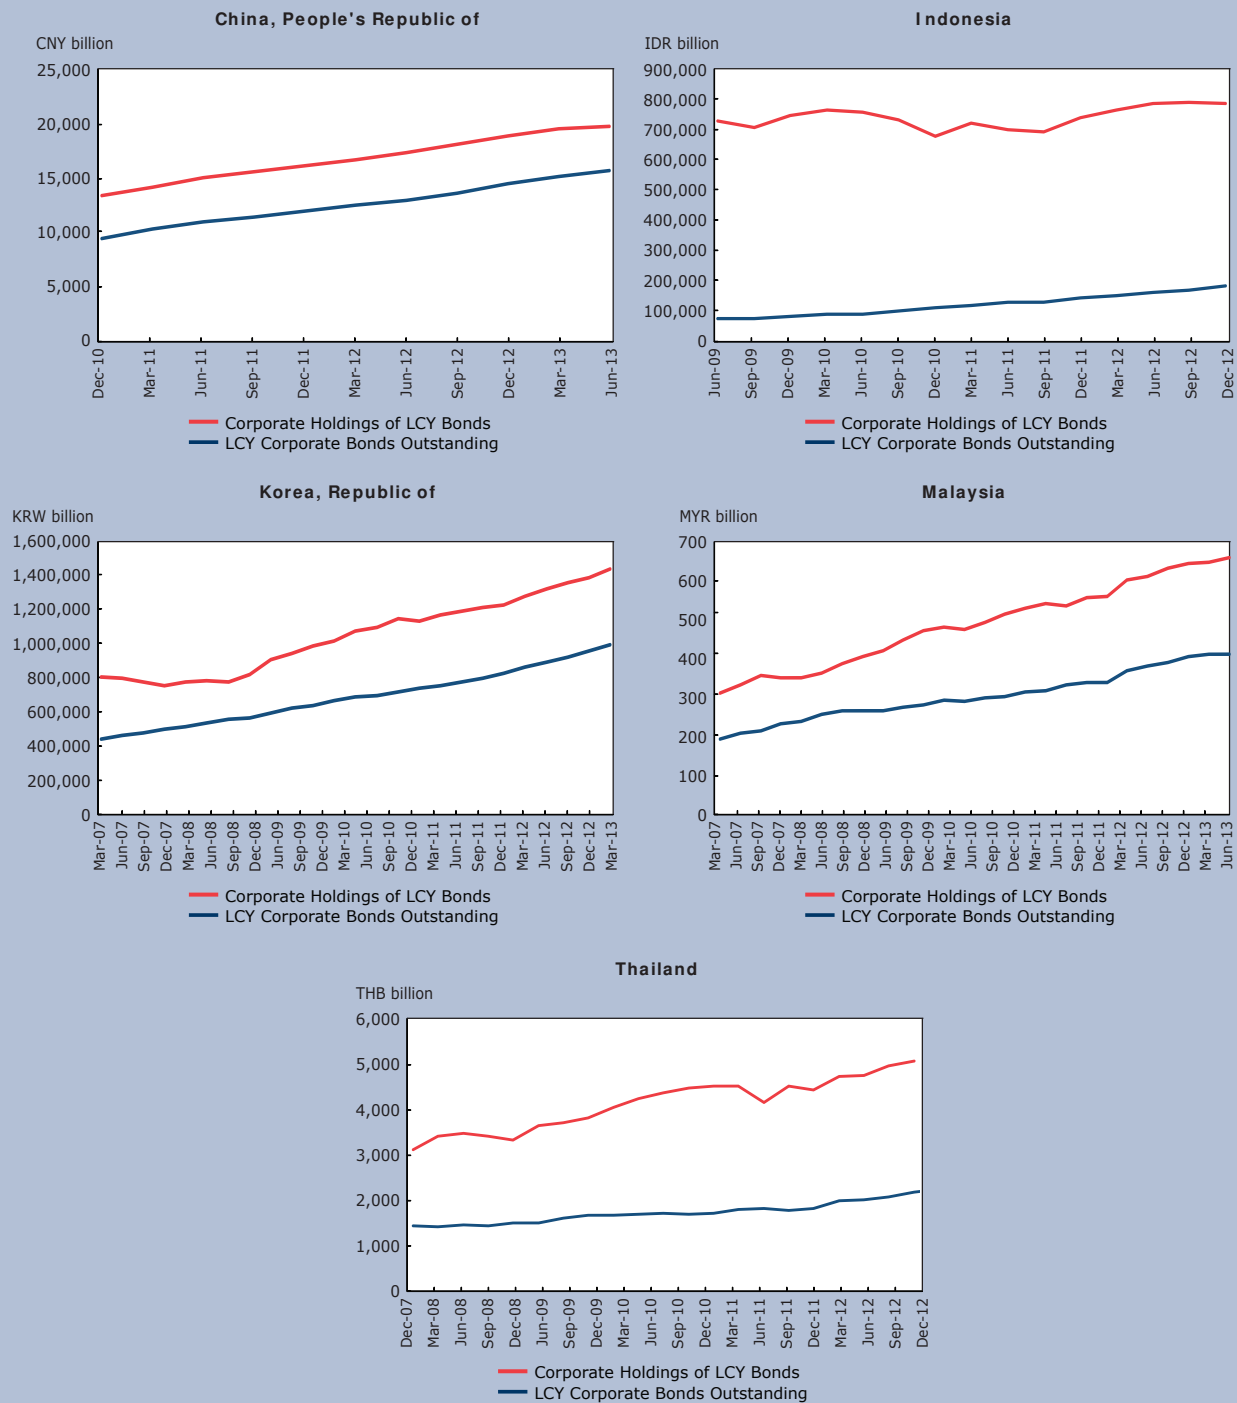 China, People's Republic of
CNY billion
25,000
20,000
15,000
10,000
5,000
0
Dec-10
Mar-11
Jun-11
Sep-11
Dec-11
Mar-12
Jun-12
Sep-12
Dec-12
Mar-13
Jun-13
Corporate Holdings of LCY Bonds
LCY Corporate Bonds Outstanding
Indonesia
IDR billion
900,000
800,000
700,000
600,000
500,000
400,000
300,000
200,000
100,000
0
Jun-09
Sep-09
Dec-09
Mar-10
Jun-10
Sep-10
Dec-10
Mar-11
Jun-11
Sep-11
Dec-11
Mar-12
Jun-12
Sep-12
Dec-12
Corporate Holdings of LCY Bonds
LCY Corporate Bonds Outstanding
Korea, Republic of
KRW billion
1,600,000
1,400,000
1,200,000
1,000,000
800,000
600,000
400,000
200,000
0
Mar-07
Jun-07
Sep-07
Dec-07
Mar-08
Jun-08
Sep-08
Dec-08
Jun-09
Sep-09
Dec-09
Mar-10
Jun-10
Sep-10
Dec-10
Mar-11
Jun-11
Sep-11
Dec-11
Mar-12
Jun-12
Sep-12
Dec-12
Mar-13
Corporate Holdings of LCY Bonds
LCY Corporate Bonds Outstanding
Malaysia
MYR billion
700
600
500
400
300
200
100
0
Mar-07
Jun-07
Sep-07
Dec-07
Mar-08
Jun-08
Sep-08
Dec-08
Jun-09
Sep-09
Dec-09
Mar-10
Jun-10
Sep-10
Dec-10
Mar-11
Jun-11
Sep-11
Dec-11
Mar-12
Jun-12
Sep-12
Dec-12
Mar-13
Jun-13
Corporate Holdings of LCY Bonds
LCY Corporate Bonds Outstanding
Thailand
THB billion
6,000
5,000
4,000
3,000
2,000
1,000
0
Dec-07
Mar-08
Jun-08
Sep-08
Dec-08
Jun-09
Sep-09
Dec-09
Mar-10
Jun-10
Sep-10
Dec-10
Mar-11
Jun-11
Sep-11
Dec-11
Mar-12
Jun-12
Sep-12
Dec-12
Corporate Holdings of LCY Bonds
LCY Corporate Bonds Outstanding